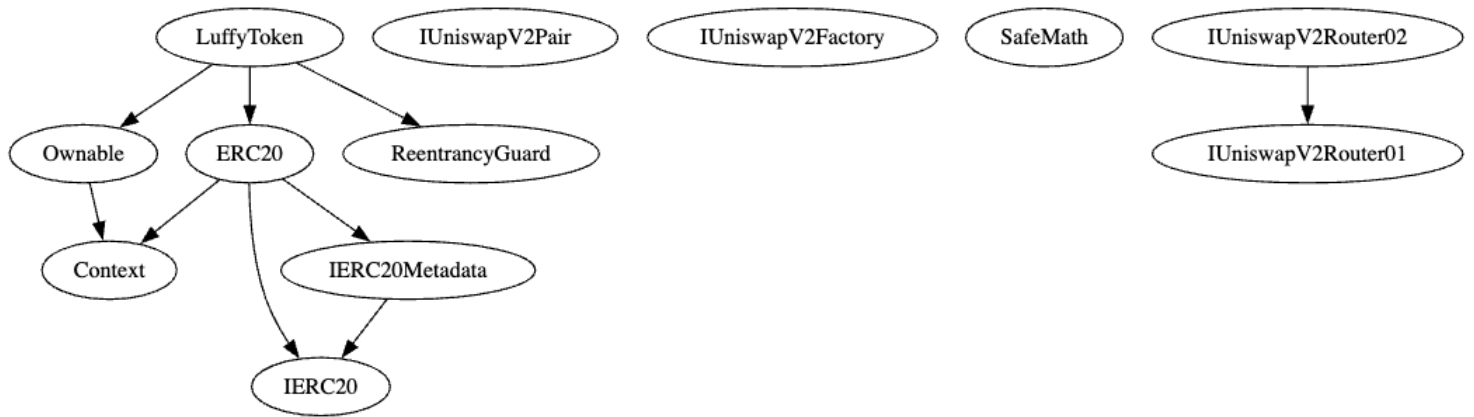 LuffyToken
IUniswapV2Pair
IUniswapV2Factory
SafeMath
IUniswapV2Router02
Ownable
ERC20
ReentrancyGuard
IUniswapV2Router01
Context
IERC20Metadata
IERC20